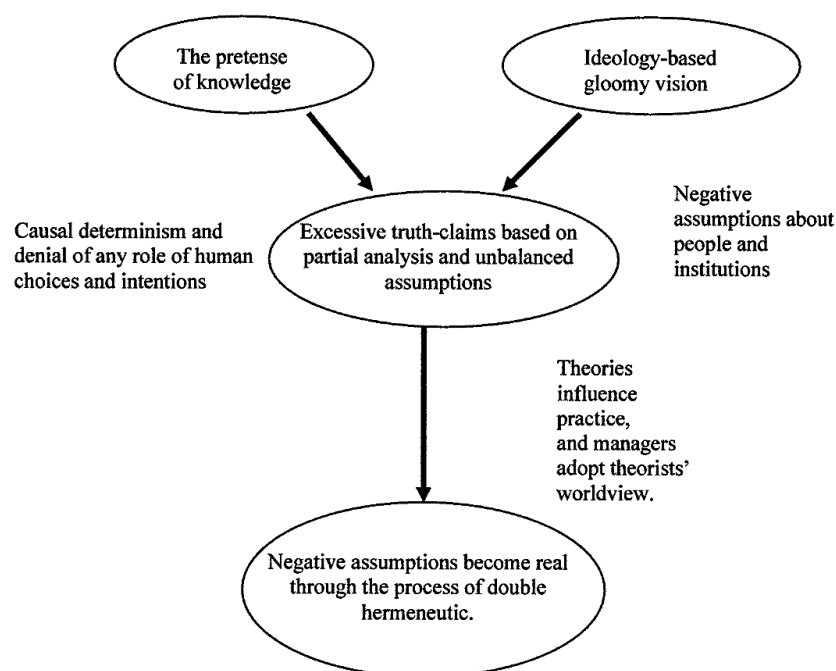 The pretense
of knowledge
Ideology-based
gloomy vision
Causal determinism and
denial of any role of human
choices and intentions
Excessive truth-claims based on
partial analysis and unbalanced
assumptions
Negative
assumptions about
people and
institutions
Theories
influence
practice,
and managers
adopt theorists’
worldview.
Negative assumptions become real
through the process of double
hermeneutic.